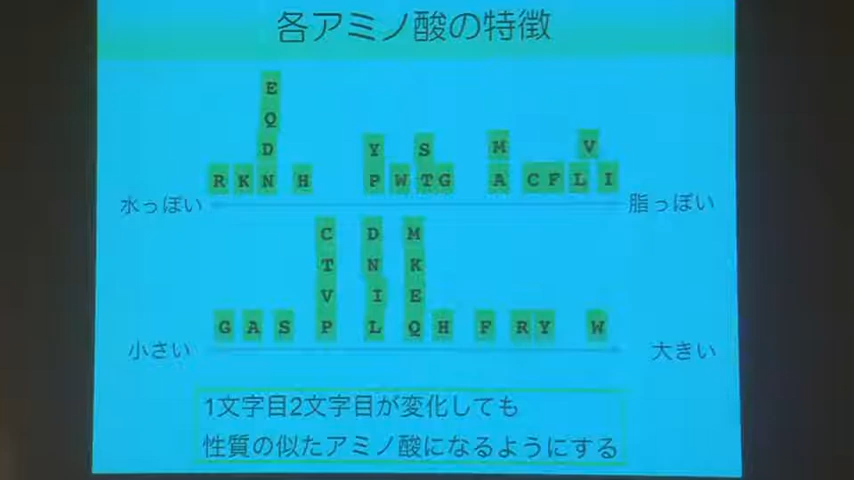 各アミノ酸の特徴
E
Q
D Y S M V
R K N H P W T G A C F L I
水っぽい 脂っぽい
C D M
T N K
V I E
G A S P L Q H F R Y W
小さい 大きい
1文字目2文字目が変化しても
性質の似たアミノ酸になるようにする